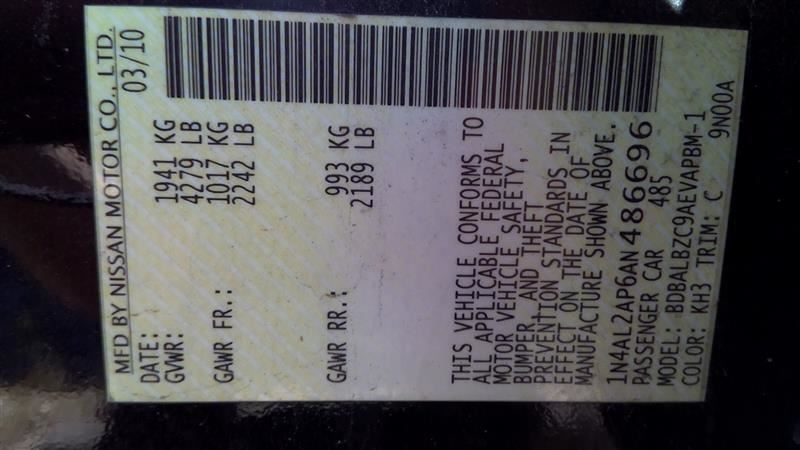 MFD BY NISSAN MOTOR CO., LTD.
DATE: 03/10
GVWR: 1941 KG
4279 LB
GAWR FR.: 1017 KG
2242 LB
GAWR RR.: 993 KG
2189 LB
THIS VEHICLE CONFORMS TO
ALL APPLICABLE FEDERAL
MOTOR VEHICLE SAFETY,
BUMPER, AND THEFT
PREVENTION STANDARDS IN
EFFECT ON THE DATE OF
MANUFACTURE SHOWN ABOVE.
1N4AL2AP6AN486696
PASSENGER CAR 485
MODEL: BDBALBZC9AEVAPBM-1
COLOR: KH3 TRIM: C 9N00A